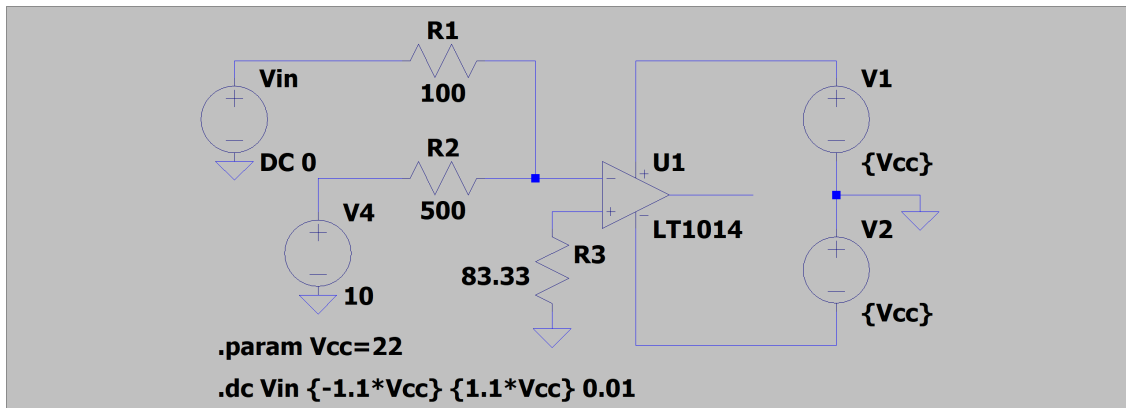 R1
Vin
100
V1
DC 0
R2
U1
{Vcc}
V4
500
LT1014
V2
R3
83.33
10
{Vcc}
.param Vcc=22
.dc Vin {-1.1*Vcc} {1.1*Vcc} 0.01